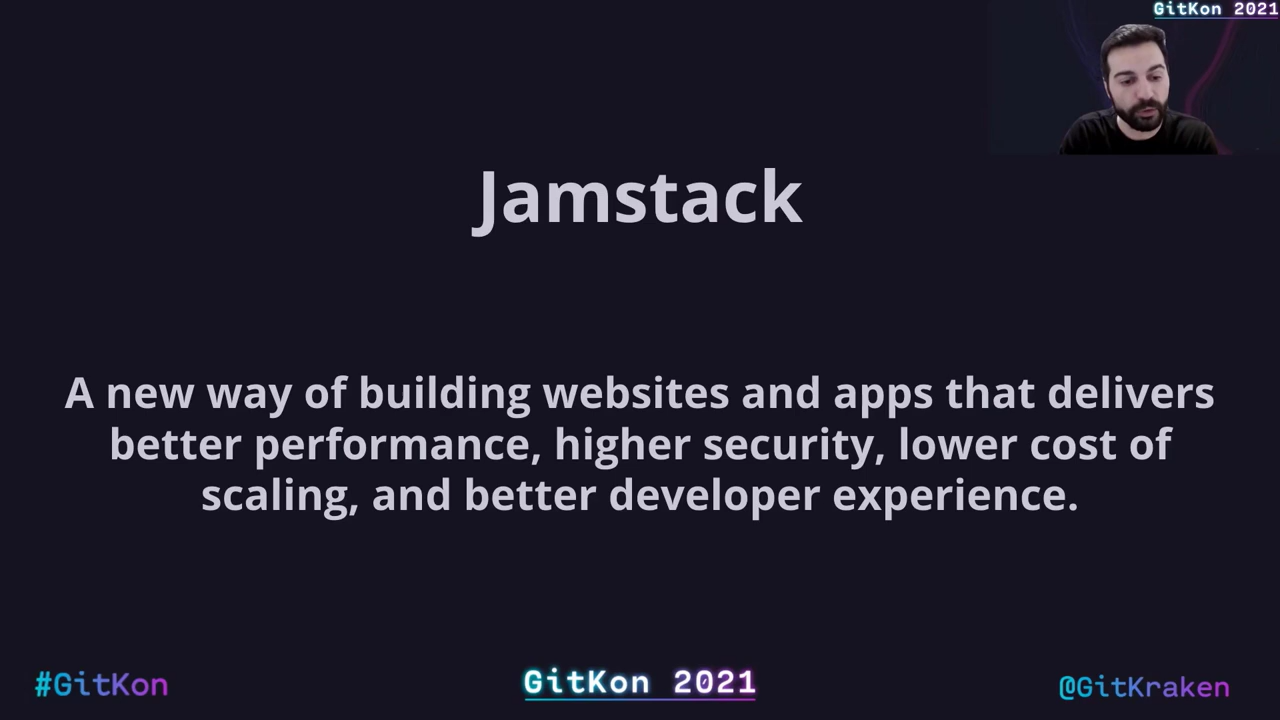 GitKon 2021
Jamstack
A new way of building websites and apps that delivers
better performance, higher security, lower cost of
scaling, and better developer experience.
#GitKon
GitKon 2021
@GitKraken